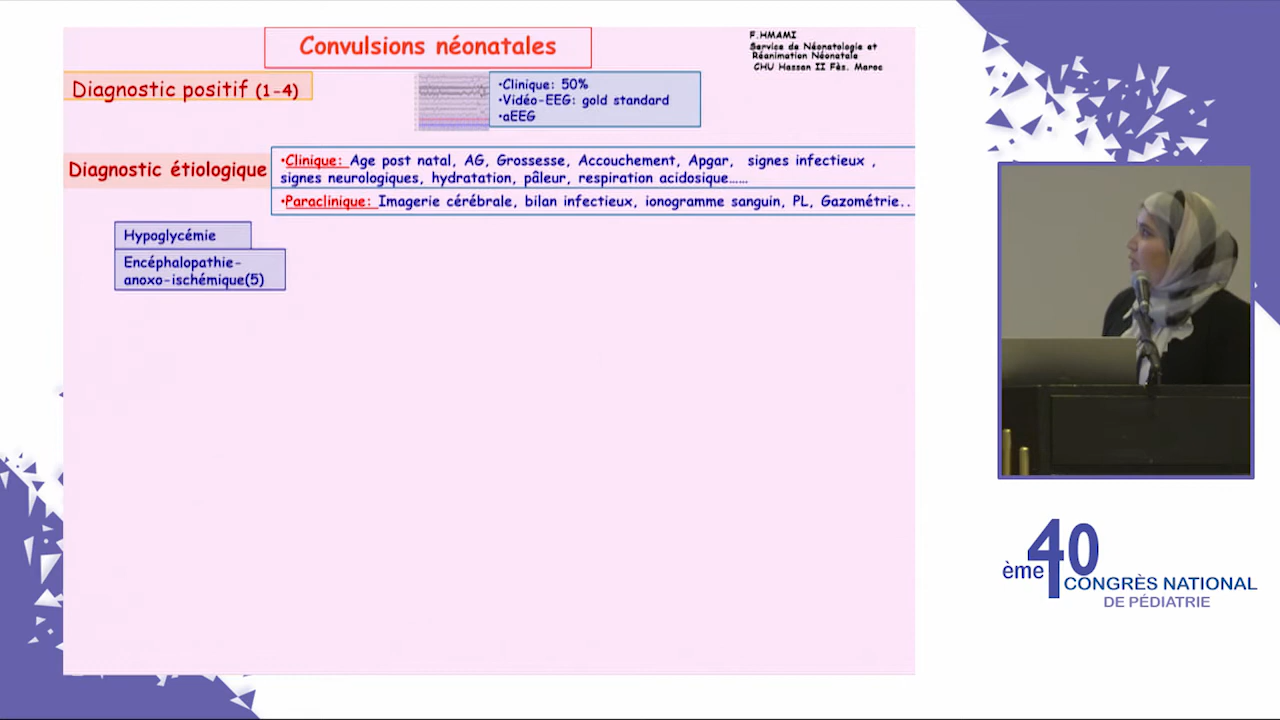 Convulsions néonatales
F.HMAMI
Service de Néonatologie et
Réanimation Néonatale
CHU Hassan II Fès. Maroc
Diagnostic positif (1-4)
•Clinique: 50%
•Vidéo-EEG: gold standard
•aEEG
Diagnostic étiologique
•Clinique: Age post natal, AG, Grossesse, Accouchement, Apgar, signes infectieux ,
signes neurologiques, hydratation, pâleur, respiration acidosique……
•Paraclinique: Imagerie cérébrale, bilan infectieux, ionogramme sanguin, PL, Gazométrie..
Hypoglycémie
Encéphalopathie-
anoxo-ischémique(5)
40
ème
CONGRÈS NATIONAL
DE PÉDIATRIE